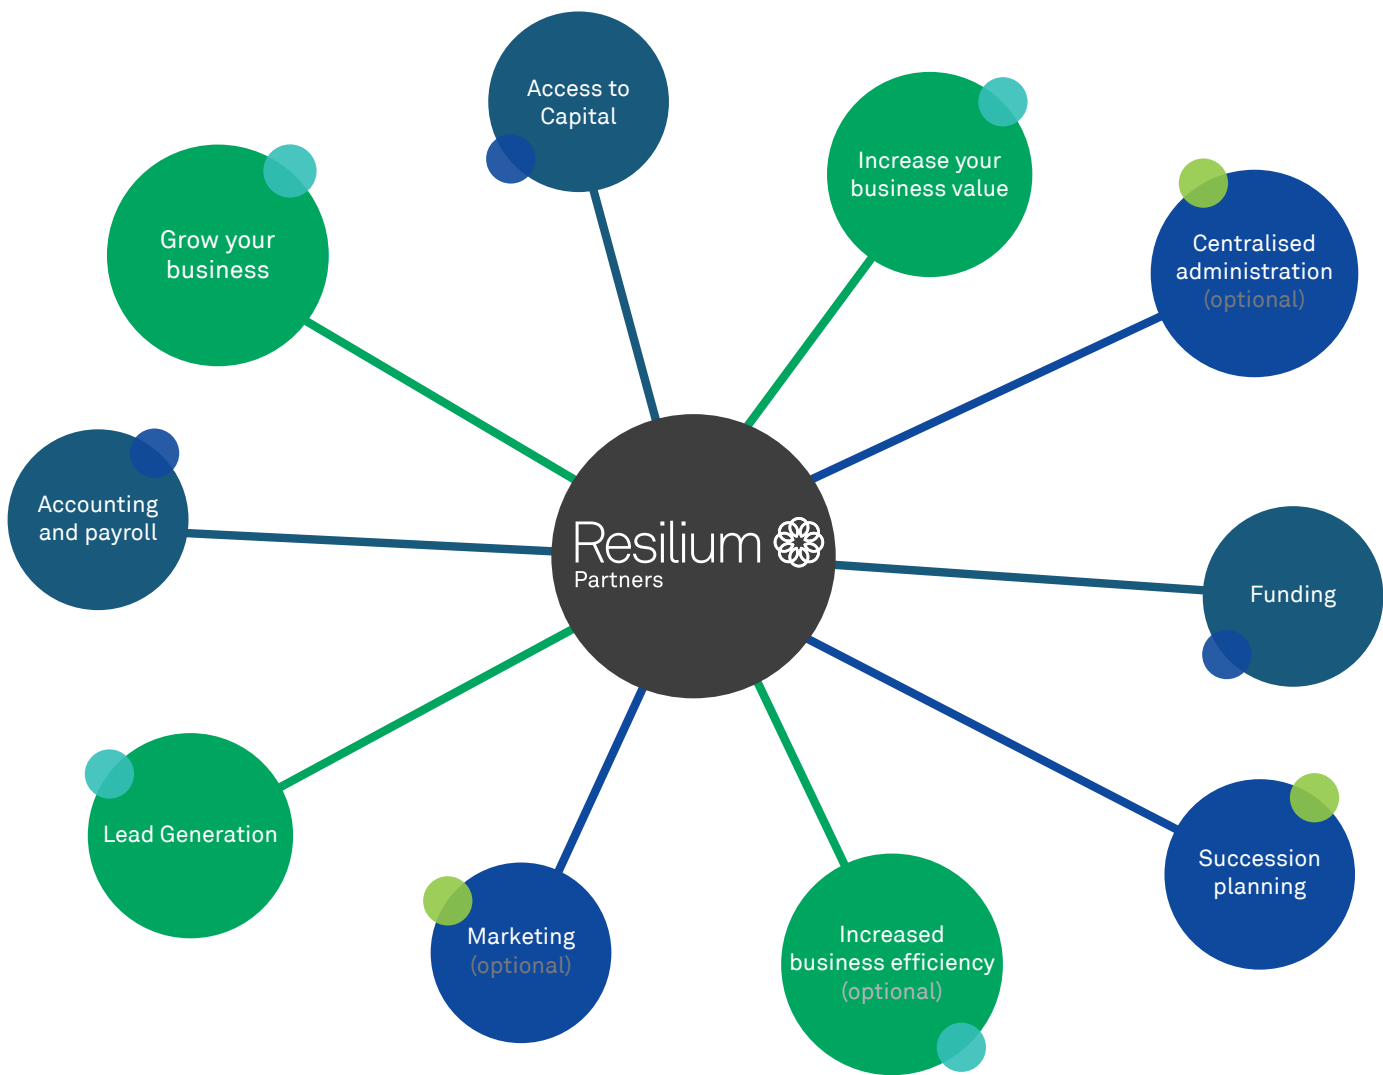 Access to
Capital
Increase your
business value
Grow your
business
Centralised
administration
(optional)
Accounting
and payroll
Resilium
Partners
Funding
Lead Generation
Succession
planning
Marketing
(optional)
Increased
business efficiency
(optional)